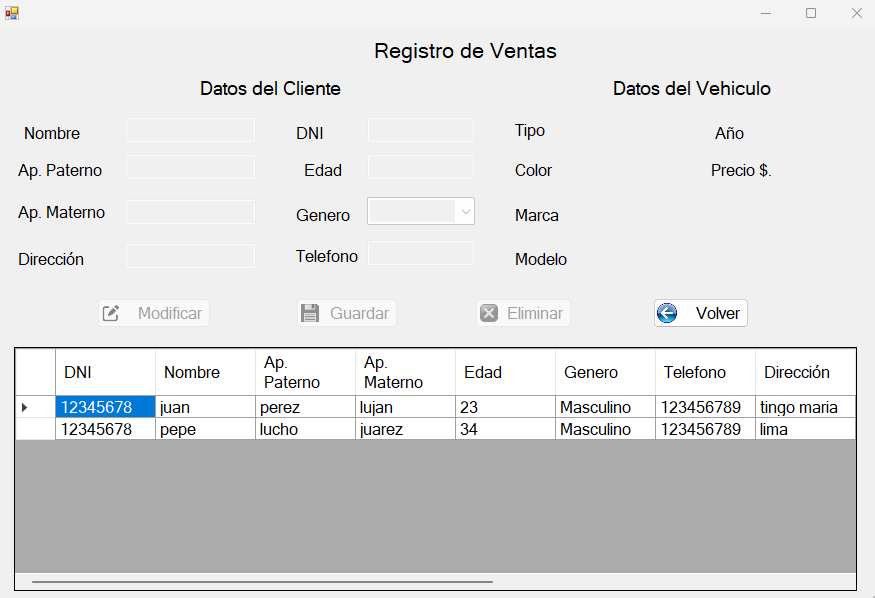 Registro de Ventas
Datos del Cliente
Datos del Vehiculo
Nombre
DNI
Tipo
Año
Ap. Paterno
Edad
Color
Precio $.
Ap. Materno
Genero
Marca
Dirección
Telefono
Modelo
Modificar
Guardar
Eliminar
Volver
DNI Nombre Ap. Paterno Ap. Materno Edad Genero Telefono Dirección
12345678 juan perez lujan 23 Masculino 123456789 tingo maria
12345678 pepe lucho juarez 34 Masculino 123456789 lima